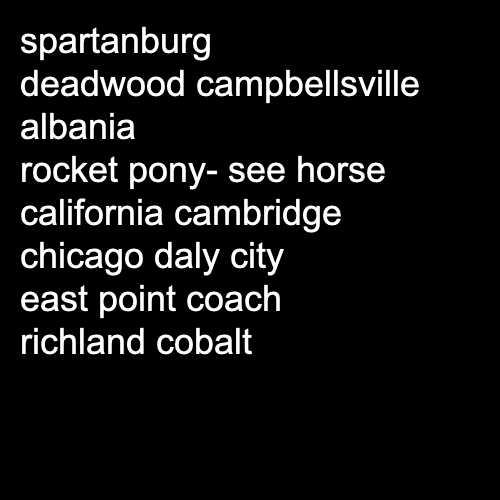 spartanburg
deadwood campbellsville
albania
rocket pony- see horse
california cambridge
chicago daly city
east point coach
richland cobalt